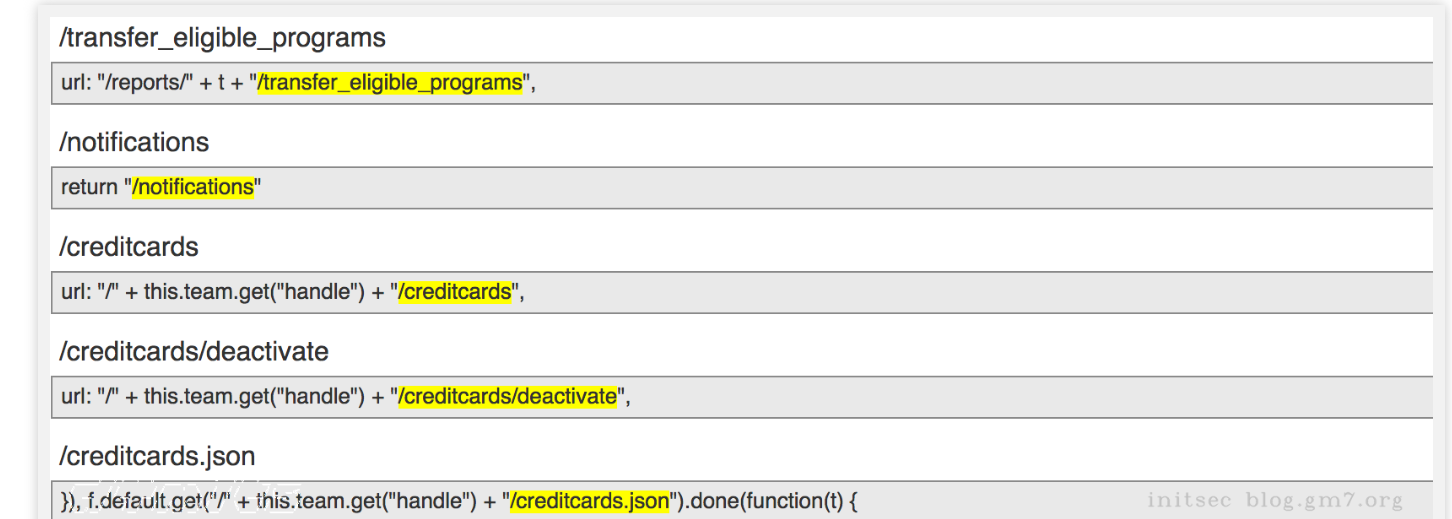 /transfer_eligible_programs
url: "/reports/" + t + "/transfer_eligible_programs",
/notifications
return "/notifications"
/creditcards
url: "/" + this.team.get("handle") + "/creditcards",
/creditcards/deactivate
url: "/" + this.team.get("handle") + "/creditcards/deactivate",
/creditcards.json
}), f.default.get("/" + this.team.get("handle") + "/creditcards.json").done(function(t) {
initsec blog.gm7.org